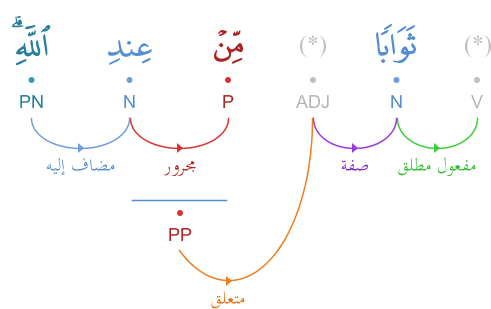 (*) ثَوَابًا (*) مِّنۡ عِندِ ٱللَّهِۗ
V N ADJ P N PN
مفعول مطلق صفة مجرور مضاف إليه
PP
متعلق